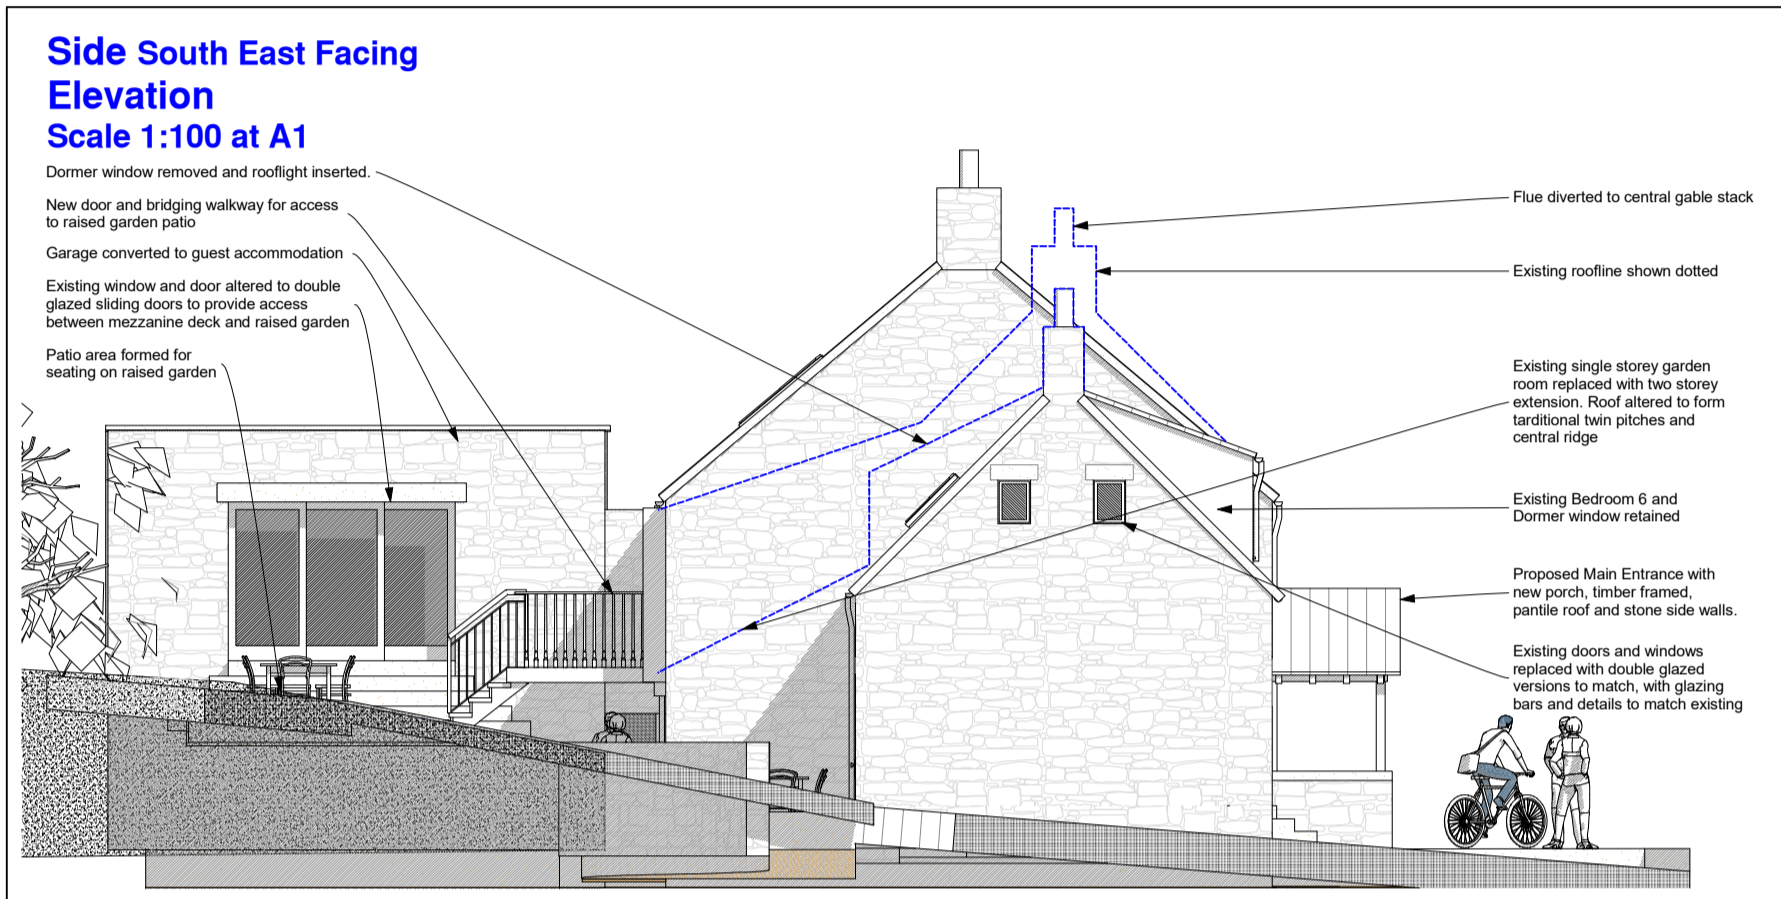 Side South East Facing
Elevation
Scale 1:100 at A1
Dormer window removed and rooflight inserted.
New door and bridging walkway for access
to raised garden patio
Garage converted to guest accommodation
Existing window and door altered to double
glazed sliding doors to provide access
between mezzanine deck and raised garden
Patio area formed for
seating on raised garden
Flue diverted to central gable stack
Existing roofline shown dotted
Existing single storey garden
room replaced with two storey
extension. Roof altered to form
tarditional twin pitches and
central ridge
Existing Bedroom 6 and
Dormer window retained
Proposed Main Entrance with
new porch, timber framed,
pantile roof and stone side walls.
Existing doors and windows
replaced with double glazed
versions to match, with glazing
bars and details to match existing